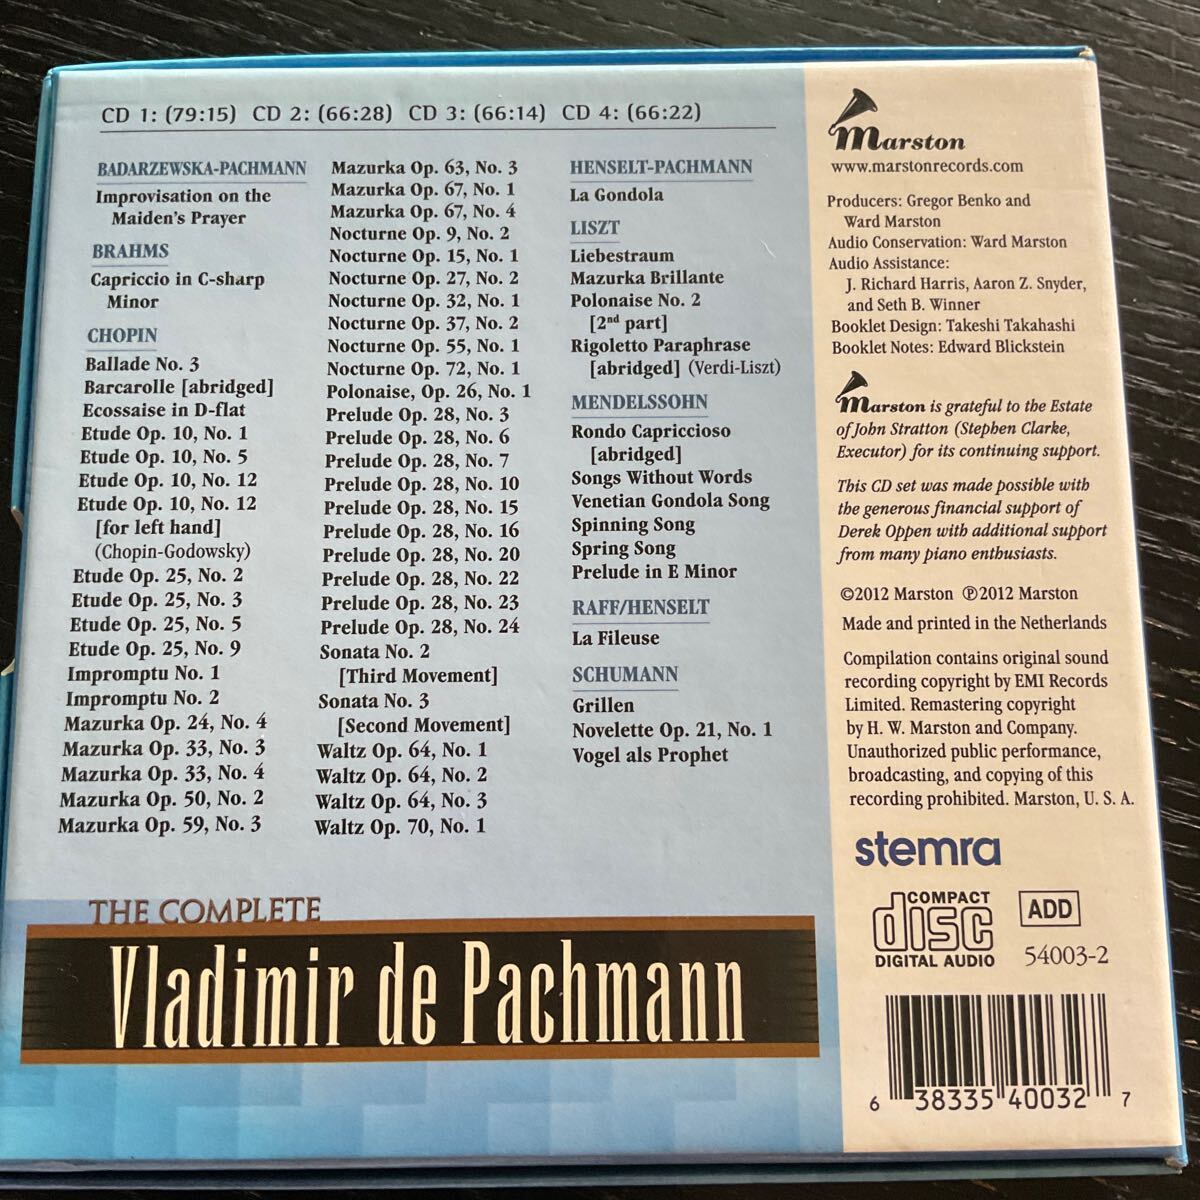 CD 1: (79:15) CD 2: (66:28) CD 3: (66:14) CD 4: (66:22)
BADARZEWSKA-PACHMANN
Improvisation on the
Maiden's Prayer
BRAHMS
Capriccio in C-sharp
Minor
CHOPIN
Ballade No. 3
Barcarolle [abridged]
Ecossaise in D-flat
Etude Op. 10, No. 1
Etude Op. 10, No. 5
Etude Op. 10, No. 12
Etude Op. 10, No. 12
[for left hand]
(Chopin-Godowsky)
Etude Op. 25, No. 2
Etude Op. 25, No. 3
Etude Op. 25, No. 5
Etude Op. 25, No. 9
Impromptu No. 1
Impromptu No. 2
Mazurka Op. 24, No. 4
Mazurka Op. 33, No. 3
Mazurka Op. 33, No. 4
Mazurka Op. 50, No. 2
Mazurka Op. 59, No. 3
Mazurka Op. 63, No. 3
Mazurka Op. 67, No. 1
Mazurka Op. 67, No. 4
Nocturne Op. 9, No. 2
Nocturne Op. 15, No. 1
Nocturne Op. 27, No. 2
Nocturne Op. 32, No. 1
Nocturne Op. 37, No. 2
Nocturne Op. 55, No. 1
Nocturne Op. 72, No. 1
Polonaise, Op. 26, No. 1
Prelude Op. 28, No. 3
Prelude Op. 28, No. 6
Prelude Op. 28, No. 7
Prelude Op. 28, No. 10
Prelude Op. 28, No. 15
Prelude Op. 28, No. 16
Prelude Op. 28, No. 20
Prelude Op. 28, No. 22
Prelude Op. 28, No. 23
Prelude Op. 28, No. 24
Sonata No. 2
[Third Movement]
Sonata No. 3
[Second Movement]
Waltz Op. 64, No. 1
Waltz Op. 64, No. 2
Waltz Op. 64, No. 3
Waltz Op. 70, No. 1
HENSELT-PACHMANN
La Gondola
LISZT
Liebestraum
Mazurka Brillante
Polonaise No. 2
[2nd part]
Rigoletto Paraphrase
[abridged] (Verdi-Liszt)
MENDELSSOHN
Rondo Capriccioso
[abridged]
Songs Without Words
Venetian Gondola Song
Spinning Song
Spring Song
Prelude in E Minor
RAFF/HENSELT
La Fileuse
SCHUMANN
Grillen
Novelette Op. 21, No. 1
Vogel als Prophet
THE COMPLETE
Vladimir de Pachmann
Marston
www.marstonrecords.com
Producers: Gregor Benko and
Ward Marston
Audio Conservation: Ward Marston
Audio Assistance:
J. Richard Harris, Aaron Z. Snyder,
and Seth B. Winner
Booklet Design: Takeshi Takahashi
Booklet Notes: Edward Blickstein
Marston is grateful to the Estate
of John Stratton (Stephen Clarke,
Executor) for its continuing support.
This CD set was made possible with
the generous financial support of
Derek Oppen with additional support
from many piano enthusiasts.
©2012 Marston ℗2012 Marston
Made and printed in the Netherlands
Compilation contains original sound
recording copyright by EMI Records
Limited. Remastering copyright
by H. W. Marston and Company.
Unauthorized public performance,
broadcasting, and copying of this
recording prohibited. Marston, U. S. A.
stemra
COMPACT
disc
DIGITAL AUDIO
ADD
54003-2
6 38335 40032 7